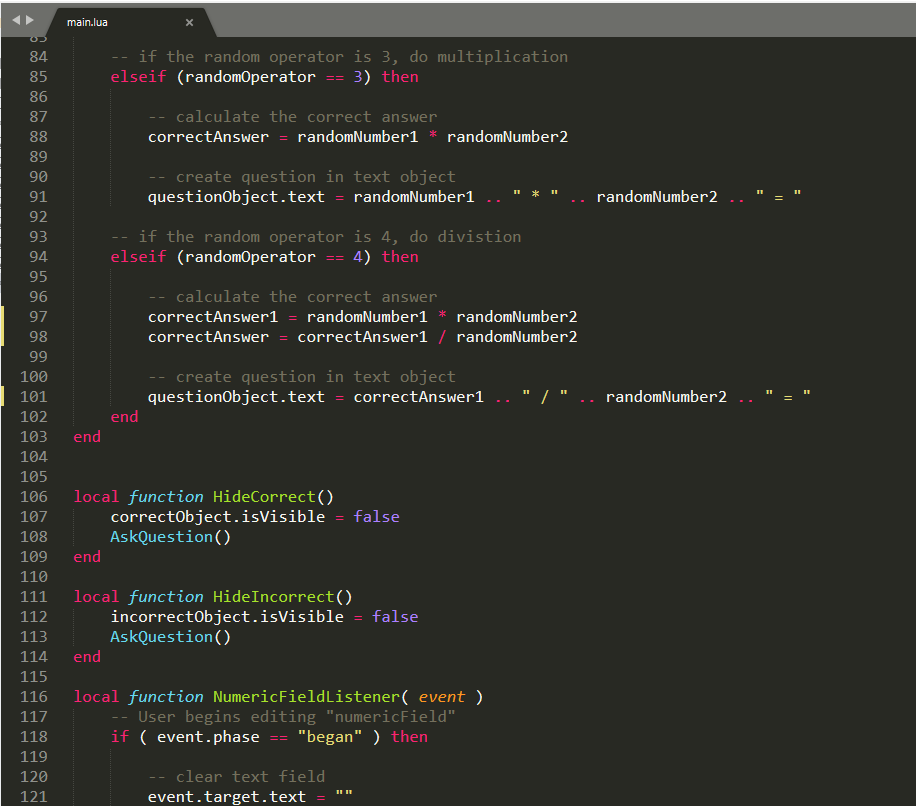 main.lua ×
83
84 -- if the random operator is 3, do multiplication
85 elseif (randomOperator == 3) then
86
87 -- calculate the correct answer
88 correctAnswer = randomNumber1 * randomNumber2
89
90 -- create question in text object
91 questionObject.text = randomNumber1 .. " * " .. randomNumber2 .. " = "
92
93 -- if the random operator is 4, do divistion
94 elseif (randomOperator == 4) then
95
96 -- calculate the correct answer
97 correctAnswer1 = randomNumber1 * randomNumber2
98 correctAnswer = correctAnswer1 / randomNumber2
99
100 -- create question in text object
101 questionObject.text = correctAnswer1 .. " / " .. randomNumber2 .. " = "
102 end
103 end
104
105
106 local function HideCorrect()
107 correctObject.isVisible = false
108 AskQuestion()
109 end
110
111 local function HideIncorrect()
112 incorrectObject.isVisible = false
113 AskQuestion()
114 end
115
116 local function NumericFieldListener( event )
117 -- User begins editing "numericField"
118 if ( event.phase == "began" ) then
119
120 -- clear text field
121 event.target.text = ""